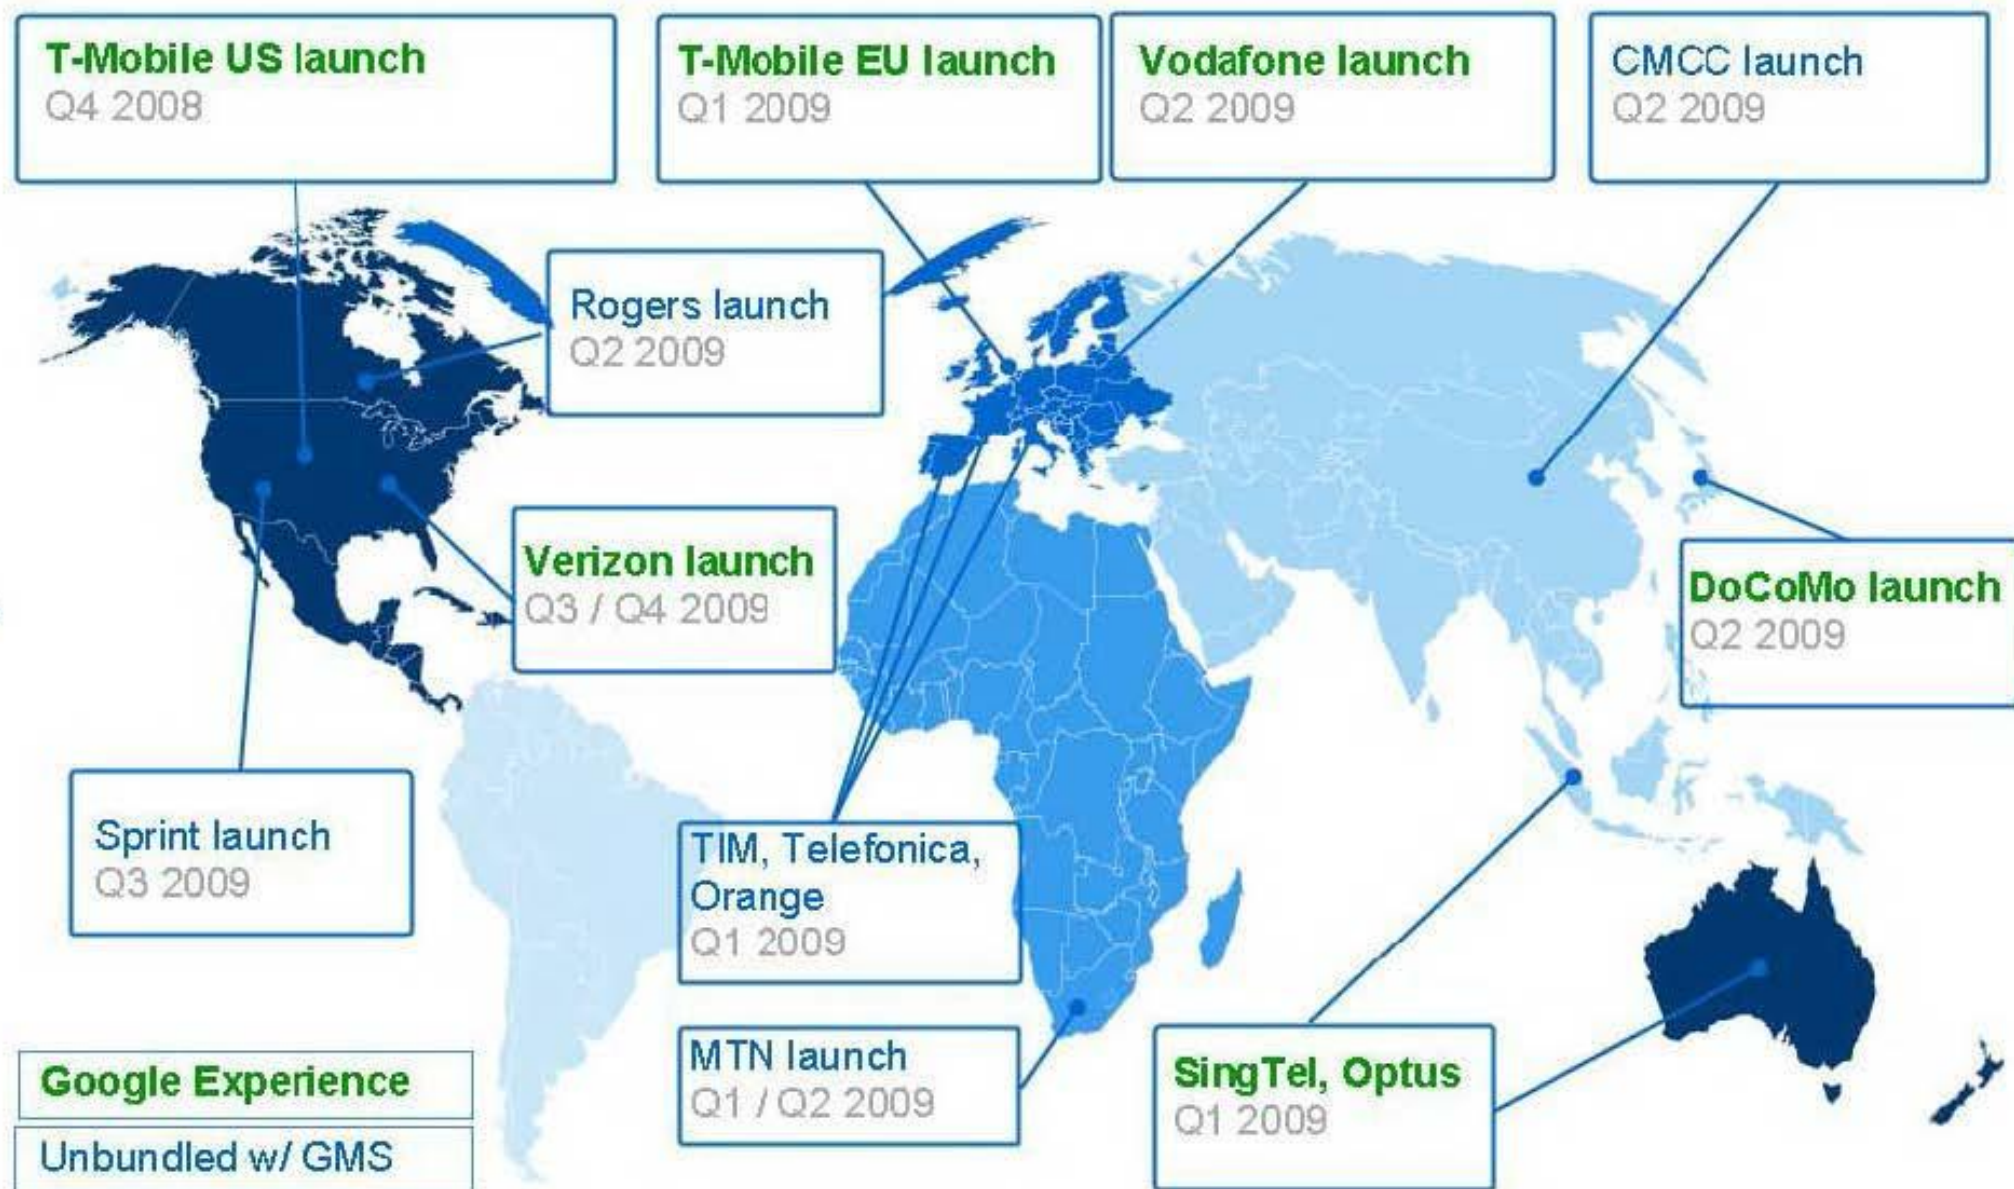 T-Mobile US launch
Q4 2008
T-Mobile EU launch
Q1 2009
Vodafone launch
Q2 2009
CMCC launch
Q2 2009
Rogers launch
Q2 2009
Verizon launch
Q3 / Q4 2009
DoCoMo launch
Q2 2009
Sprint launch
Q3 2009
TIM, Telefonica,
Orange
Q1 2009
MTN launch
Q1 / Q2 2009
SingTel, Optus
Q1 2009
Google Experience
Unbundled w/ GMS